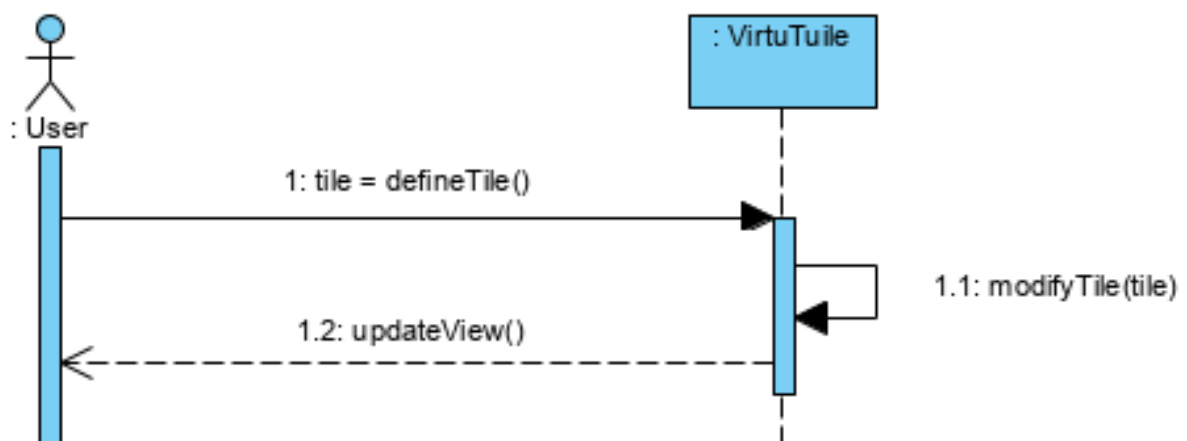 : VirtuTuile
: User
1: tile = defineTile()
1.1: modifyTile(tile)
1.2: updateView()